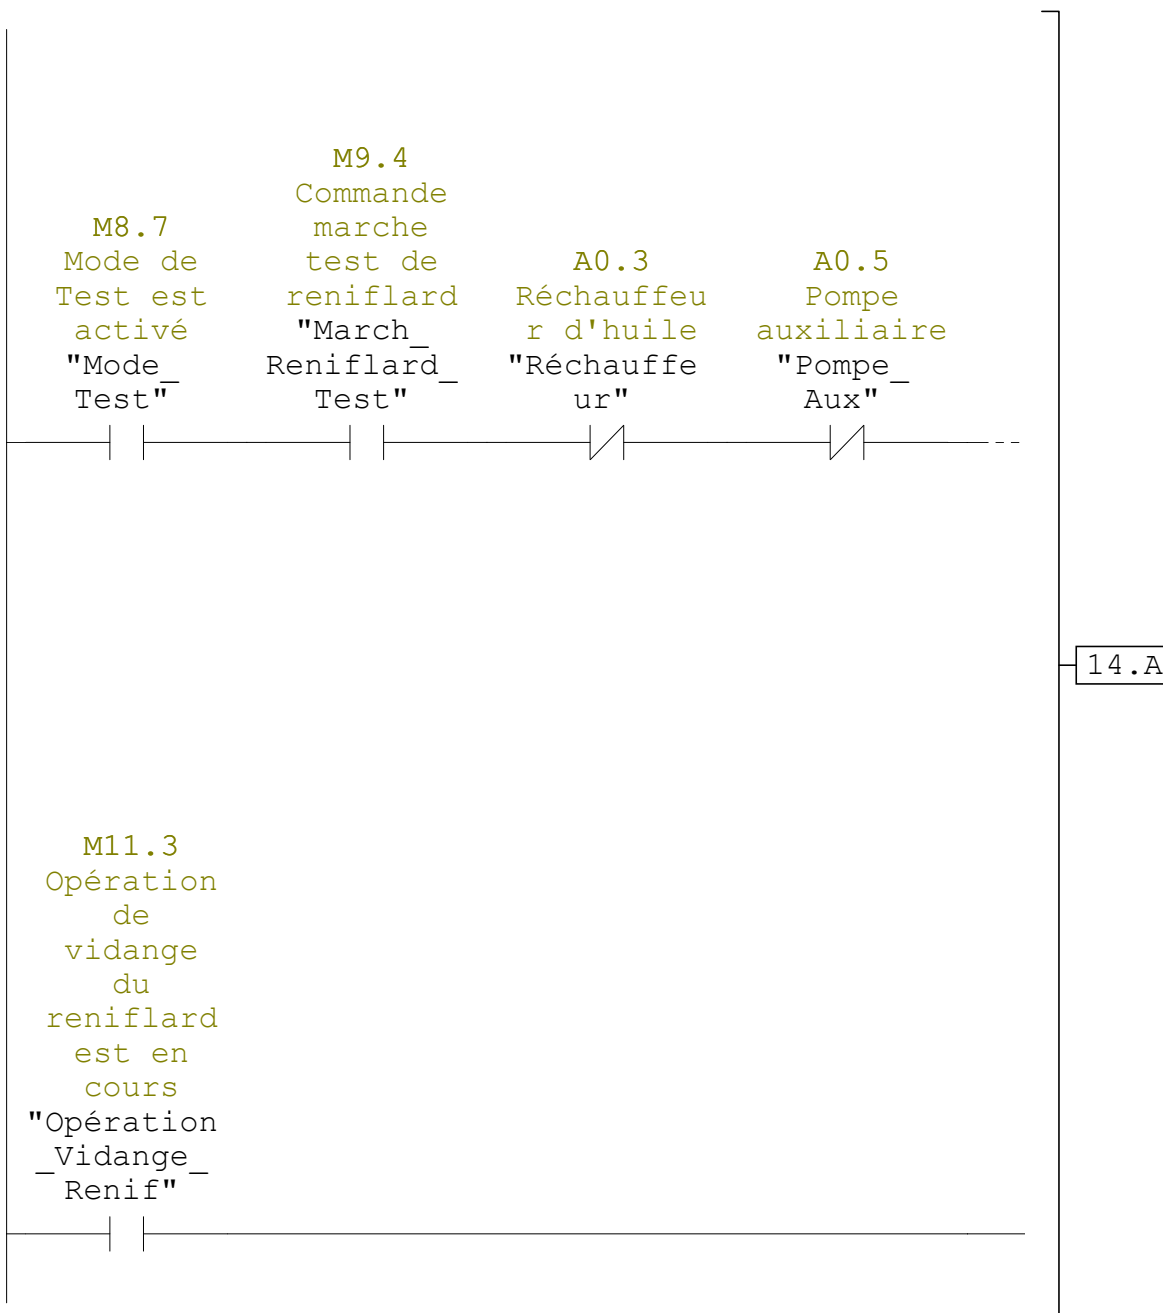 M8.7
Mode de
Test est
activé
"Mode_
Test"
M9.4
Commande
marche
test de
reniflard
"March_
Reniflard_
Test"
A0.3
Réchauffeu
r d'huile
"Réchauffe
ur"
A0.5
Pompe
auxiliaire
"Pompe_
Aux"
14.A
M11.3
Opération
de
vidange
du
reniflard
est en
cours
"Opération
_Vidange_
Renif"